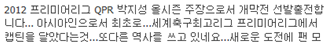 2012 프리미어리그 QPR 박지성 올시즌 주장으로서 개막전 선발출전합
니다... 아시아인으로서 최초로...세계축구최고리그 프리미어리그에서
캡틴을 달았다는것...또다른 역사를 쓰고 있네요...새로운 도전에 팬 모